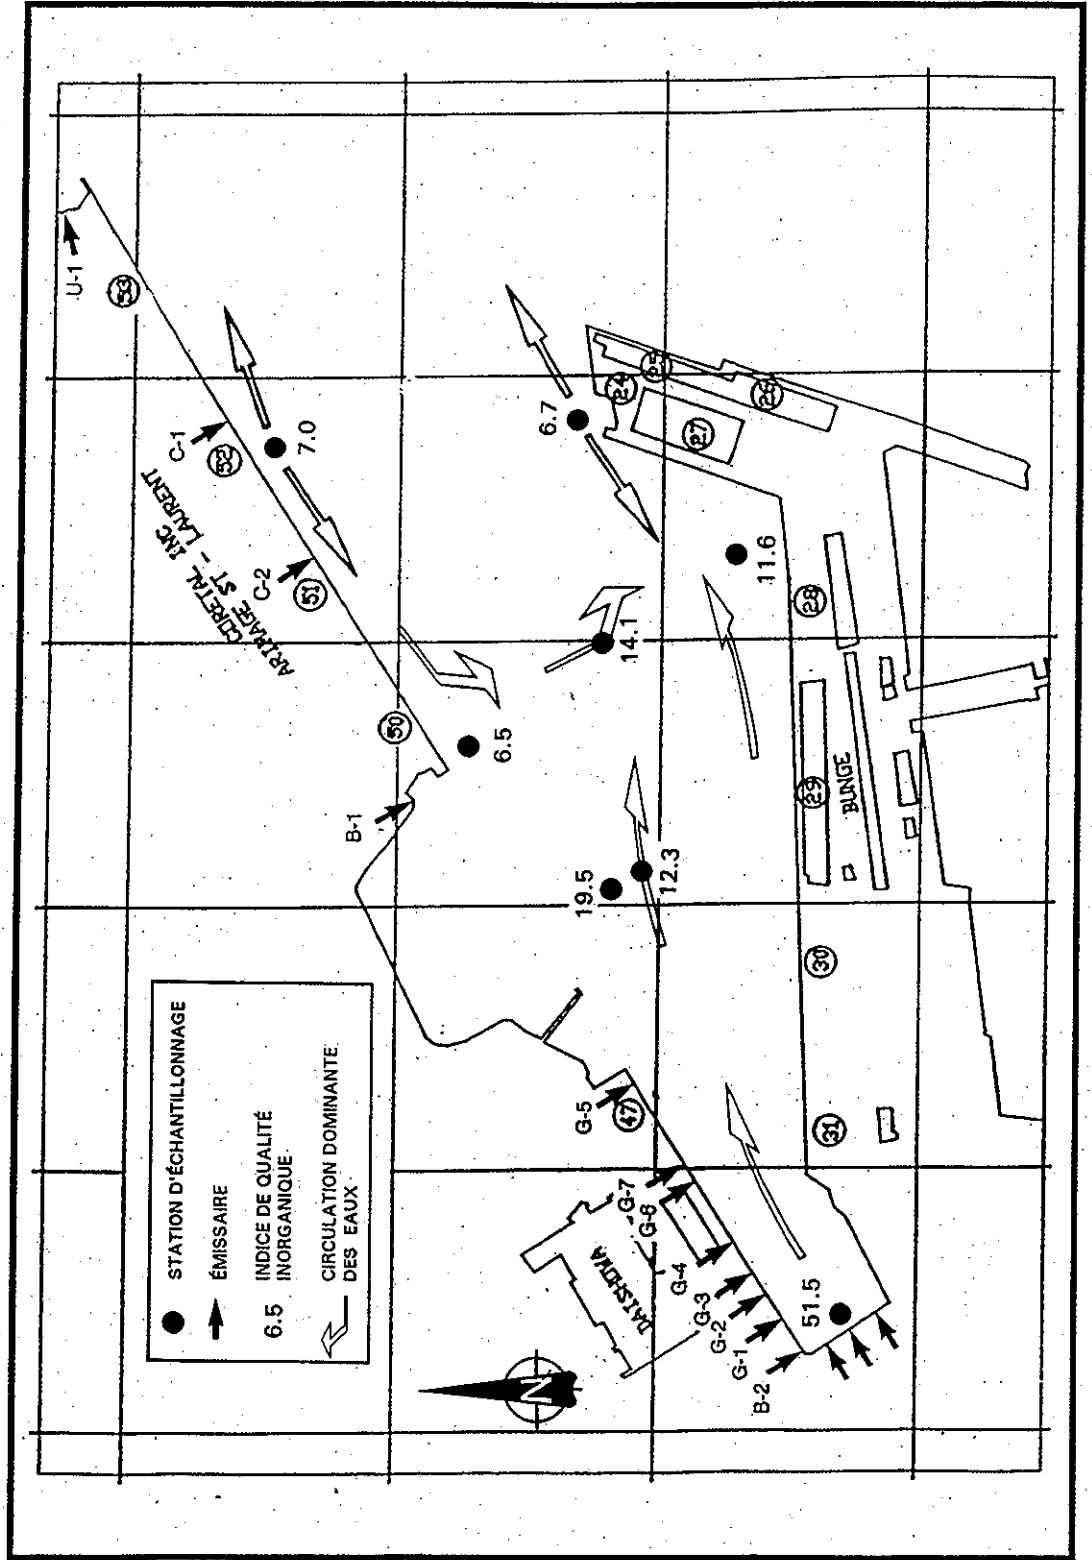 STATION D'ÉCHANTILLONNAGE
ÉMISSAIRE
6.5
INDICE DE QUALITÉ
INORGANIQUE
CIRCULATION DOMINANTE
DES EAUX
N
U-1
53
C-1
52
7.0
CORETAL INC
ARIMAGE ST - LAURENT
C-2
51
50
6.5
B-1
6.7
24
25
26
27
11.6
14.1
28
19.5
12.3
29
BUNGE
30
31
G-5
47
G-7
G-6
G-4
DAISHOWA
G-3
G-2
G-1
B-2
51.5